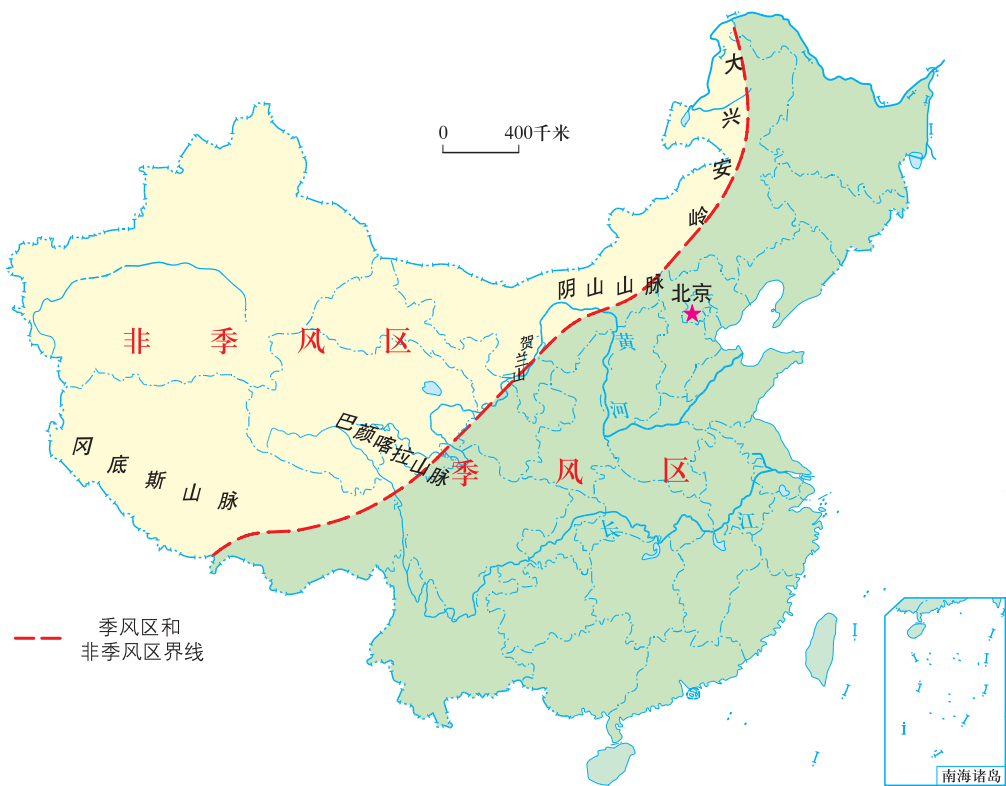 0 400千米
大兴安岭
阴山山脉
北京
非季风区
贺兰山
黄河
巴颜喀拉山脉
冈底斯山脉
季风区
长江
季风区和
非季风区界线
南海诸岛